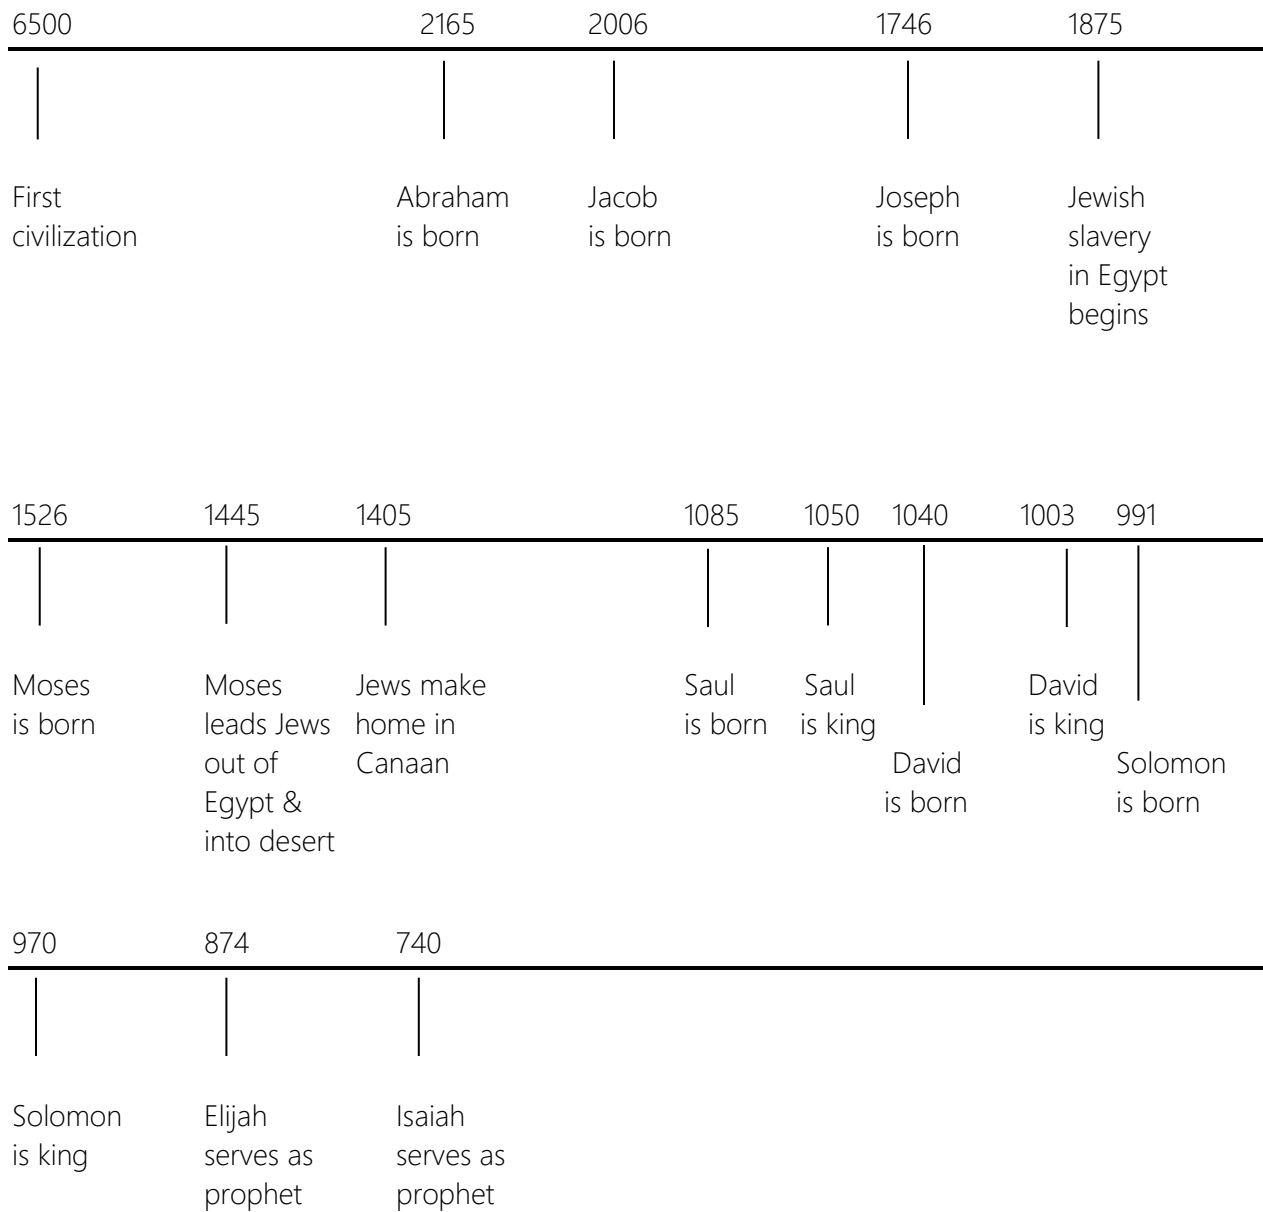 6500 2165 2006 1746 1875
First Abraham Jacob Joseph Jewish
civilization is born is born is born slavery
in Egypt
begins
1526 1445 1405 1085 1050 1040 1003 991
Moses Moses Jews make Saul Saul David
is born leads Jews home in is born is king is king
out of Canaan David Solomon
Egypt & is born is born
into desert
970 874 740
Solomon Elijah Isaiah
is king serves as serves as
prophet prophet